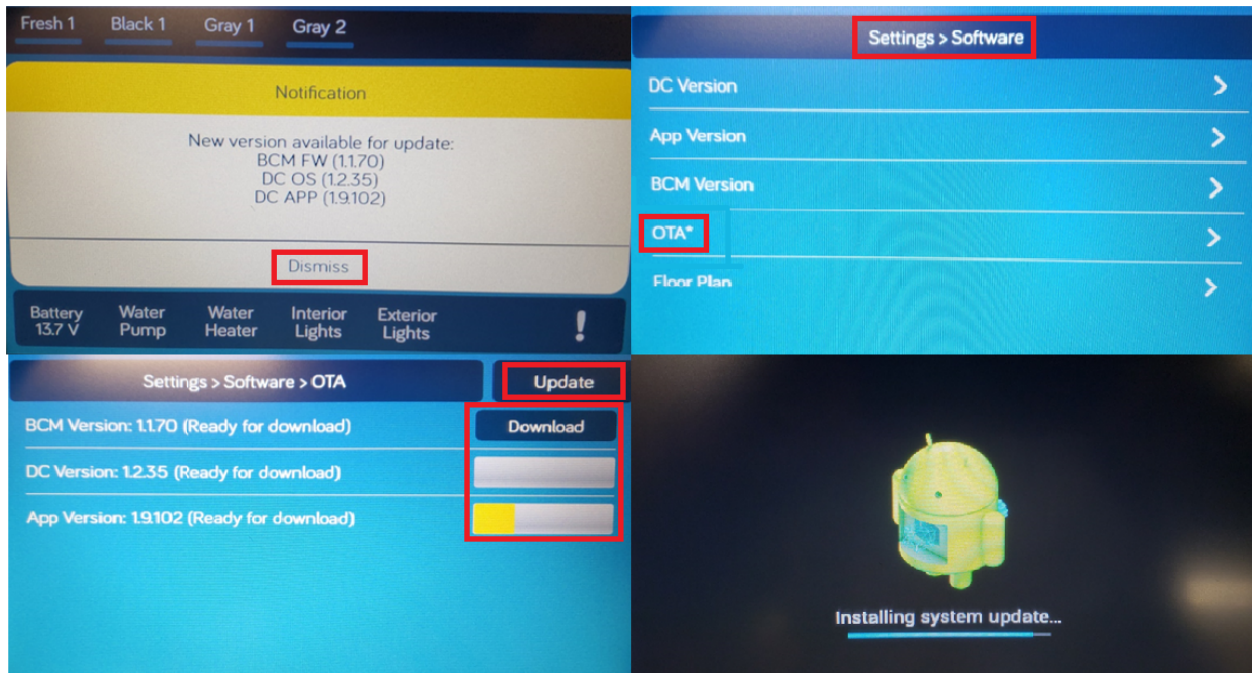 Fresh 1 Black 1 Gray 1 Gray 2
Notification
New version available for update:
BCM FW (1.1.70)
DC OS (1.2.35)
DC APP (1.9.102)
Dismiss
Battery 13.7 V
Water Pump
Water Heater
Interior Lights
Exterior Lights
!
Settings > Software
DC Version
App Version
BCM Version
OTA*
Floor Plan
Settings > Software > OTA
Update
BCM Version: 1.1.70 (Ready for download)
Download
DC Version: 1.2.35 (Ready for download)
App Version: 1.9.102 (Ready for download)
Installing system update...